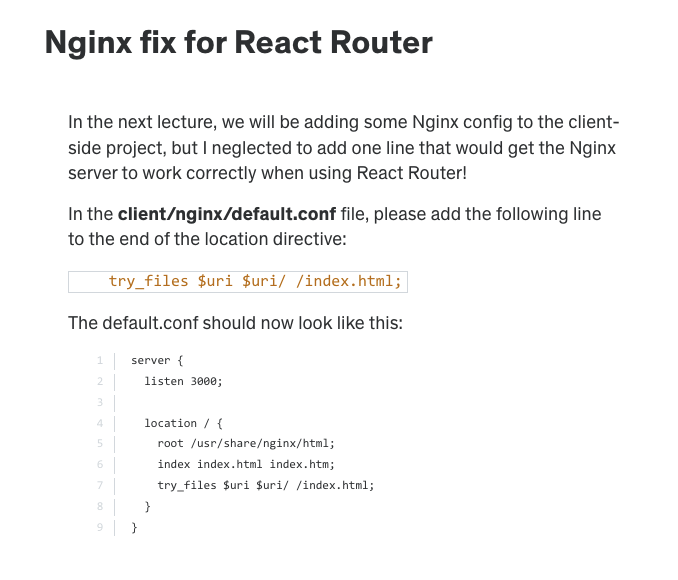 Nginx fix for React Router
In the next lecture, we will be adding some Nginx config to the client-
side project, but I neglected to add one line that would get the Nginx
server to work correctly when using React Router!
In the client/nginx/default.conf file, please add the following line
to the end of the location directive:
try_files $uri $uri/ /index.html;
The default.conf should now look like this:
1 server {
2 listen 3000;
3
4 location / {
5 root /usr/share/nginx/html;
6 index index.html index.htm;
7 try_files $uri $uri/ /index.html;
8 }
9 }